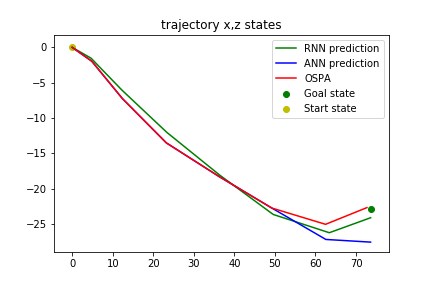 trajectory x,z states
RNN prediction
ANN prediction
OSPA
Goal state
Start state
0
−5
−10
−15
−20
−25
0 10 20 30 40 50 60 70